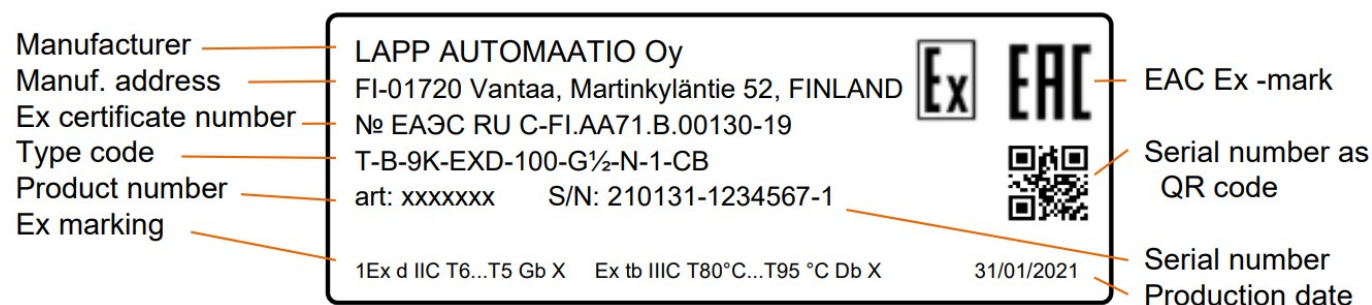 Manufacturer
Manuf. address
Ex certificate number
Type code
Product number
Ex marking
LAPP AUTOMAATIO Oy
FI-01720 Vantaa, Martinkyläntie 52, FINLAND
№ ЕАЭС RU C-FI.AA71.B.00130-19
T-B-9K-EXD-100-G½-N-1-CB
art: xxxxxxx S/N: 210131-1234567-1
1Ex d IIC T6...T5 Gb X Ex tb IIIC T80°C...T95 °C Db X 31/01/2021
Ex EAC
EAC Ex -mark
Serial number as
QR code
Serial number
Production date